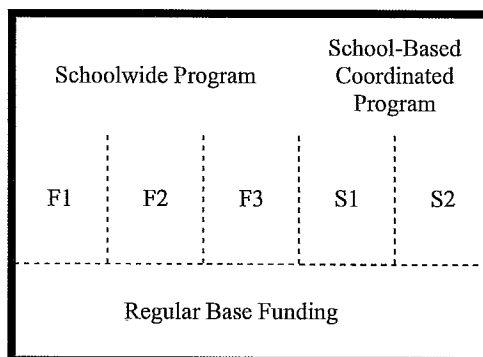 School-Based
Schoolwide Program Coordinated
Program
F1 F2 F3 S1 S2
Regular Base Funding